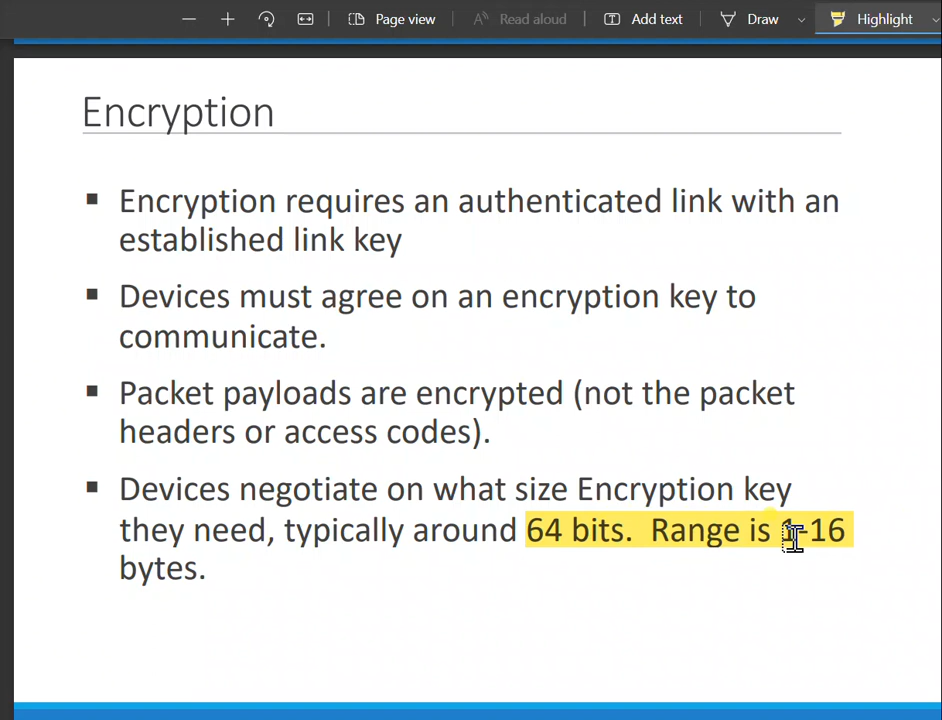 Page view
Read aloud
Add text
Draw
Highlight
Encryption
▪ Encryption requires an authenticated link with an
established link key
▪ Devices must agree on an encryption key to
communicate.
▪ Packet payloads are encrypted (not the packet
headers or access codes).
▪ Devices negotiate on what size Encryption key
they need, typically around 64 bits. Range is 1-16
bytes.